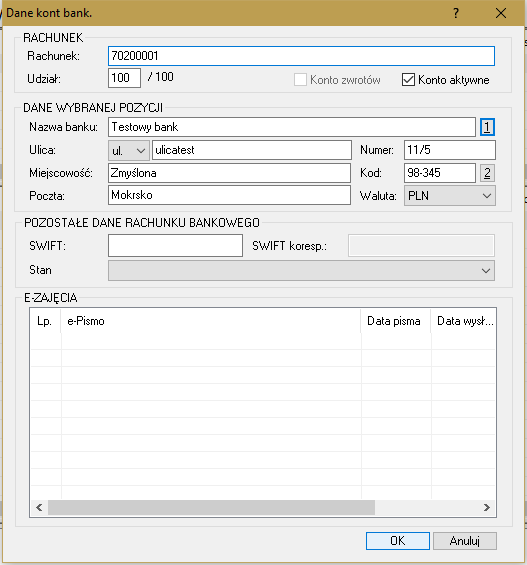 Dane kont bank.
RACHUNEK
Rachunek: 70200001
Udział: 100 / 100 Konto zwrotów Konto aktywne
DANE WYBRANEJ POZYCJI
Nazwa banku: Testowy bank 1
Ulica: ul. ulicatest Numer: 11/5
Miejscowość: Zmyślona Kod: 98-345 2
Poczta: Mokrsko Waluta: PLN
POZOSTAŁE DANE RACHUNKU BANKOWEGO
SWIFT: SWIFT koresp.:
Stan
E-ZAJĘCIA
Lp. e-Pismo Data pisma Data wysł...
OK Anuluj